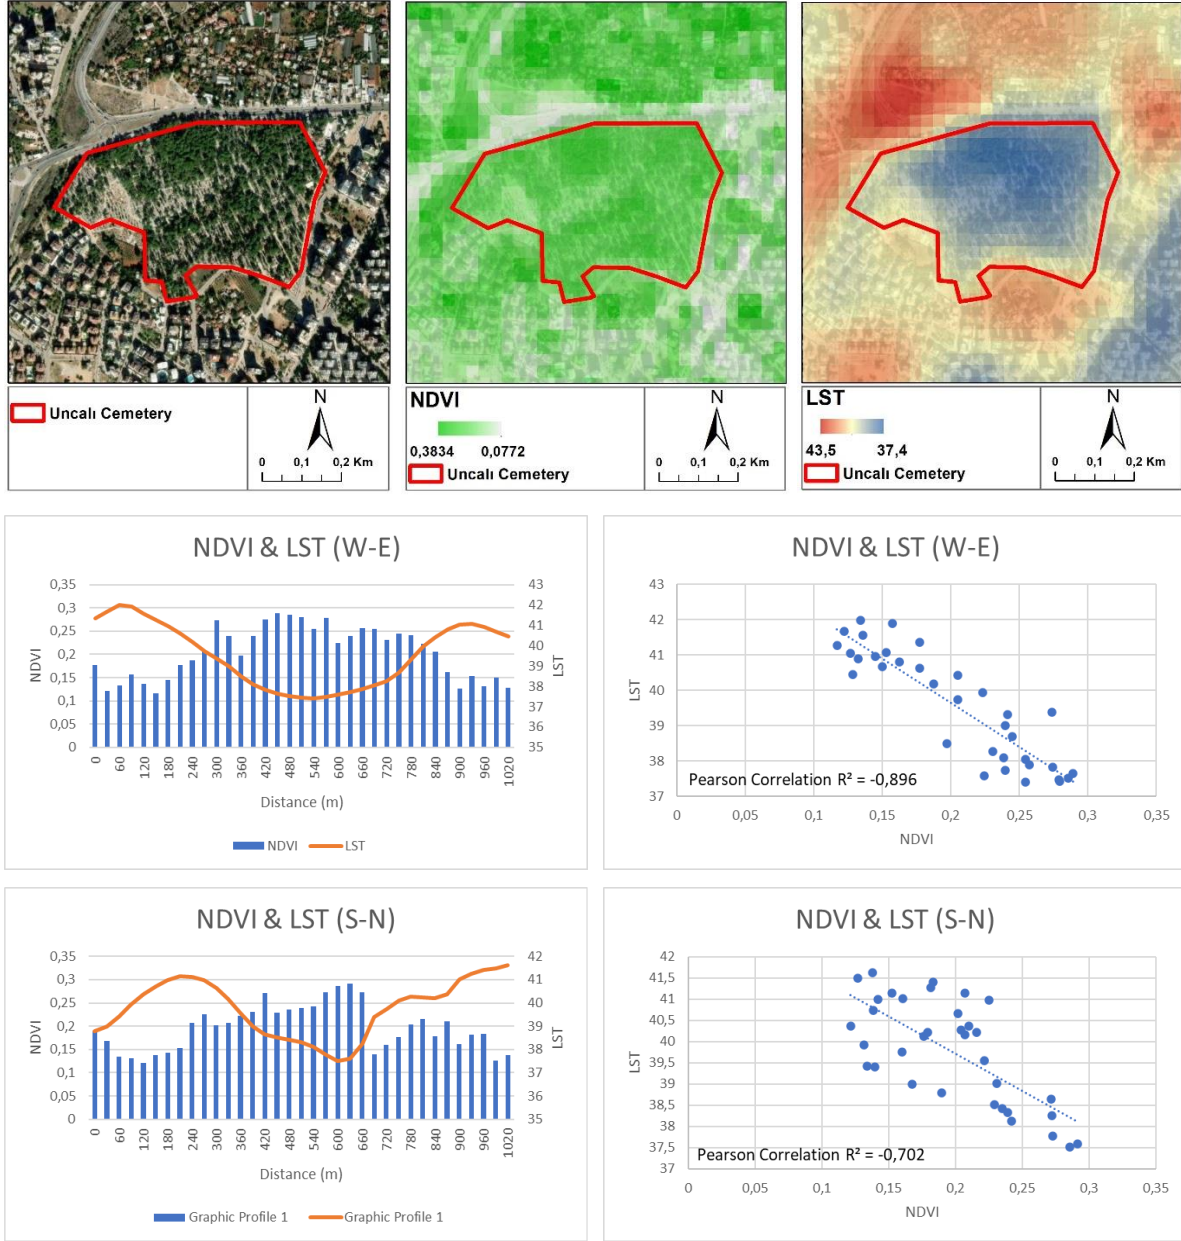 N
Uncalı Cemetery
0 0,1 0,2 Km
NDVI
0,3834 0,0772
Uncalı Cemetery
N
0 0,1 0,2 Km
LST
43,5 37,4
Uncalı Cemetery
N
0 0,1 0,2 Km
NDVI & LST (W-E)
NDVI
0,35
0,3
0,25
0,2
0,15
0,1
0,05
0
43
42
41
40
39
38
37
36
35
LST
0 60 120 180 240 300 360 420 480 540 600 660 720 780 840 900 960 1020
Distance (m)
NDVI LST
NDVI & LST (W-E)
LST
43
42
41
40
39
38
37
Pearson Correlation R² = -0,896
0 0,05 0,1 0,15 0,2 0,25 0,3 0,35
NDVI
NDVI & LST (S-N)
NDVI
0,35
0,3
0,25
0,2
0,15
0,1
0,05
0
42
41
40
39
38
37
36
35
LST
0 60 120 180 240 300 360 420 480 540 600 660 720 780 840 900 960 1020
Distance (m)
Graphic Profile 1 Graphic Profile 1
NDVI & LST (S-N)
LST
42
41,5
41
40,5
40
39,5
39
38,5
38
37,5
37
Pearson Correlation R² = -0,702
0 0,05 0,1 0,15 0,2 0,25 0,3 0,35
NDVI